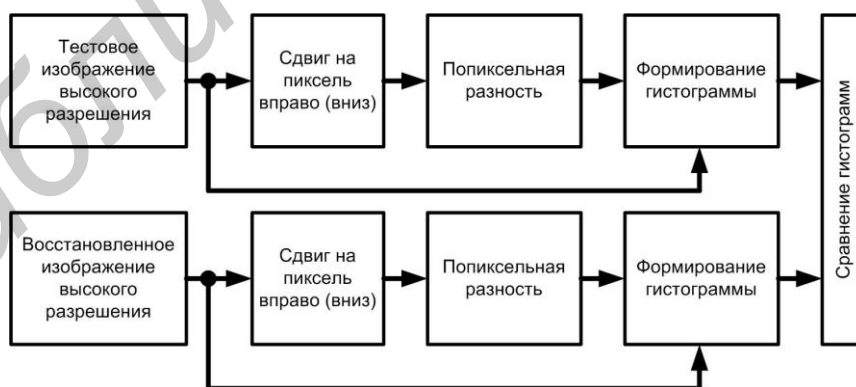 Тестовое
изображение
высокого
разрешения
Сдвиг на
пиксель
вправо (вниз)
Попиксельная
разность
Формирование
гистограммы
Восстановленное
изображение
высокого
разрешения
Сдвиг на
пиксель
вправо (вниз)
Попиксельная
разность
Формирование
гистограммы
Сравнение гистограмм